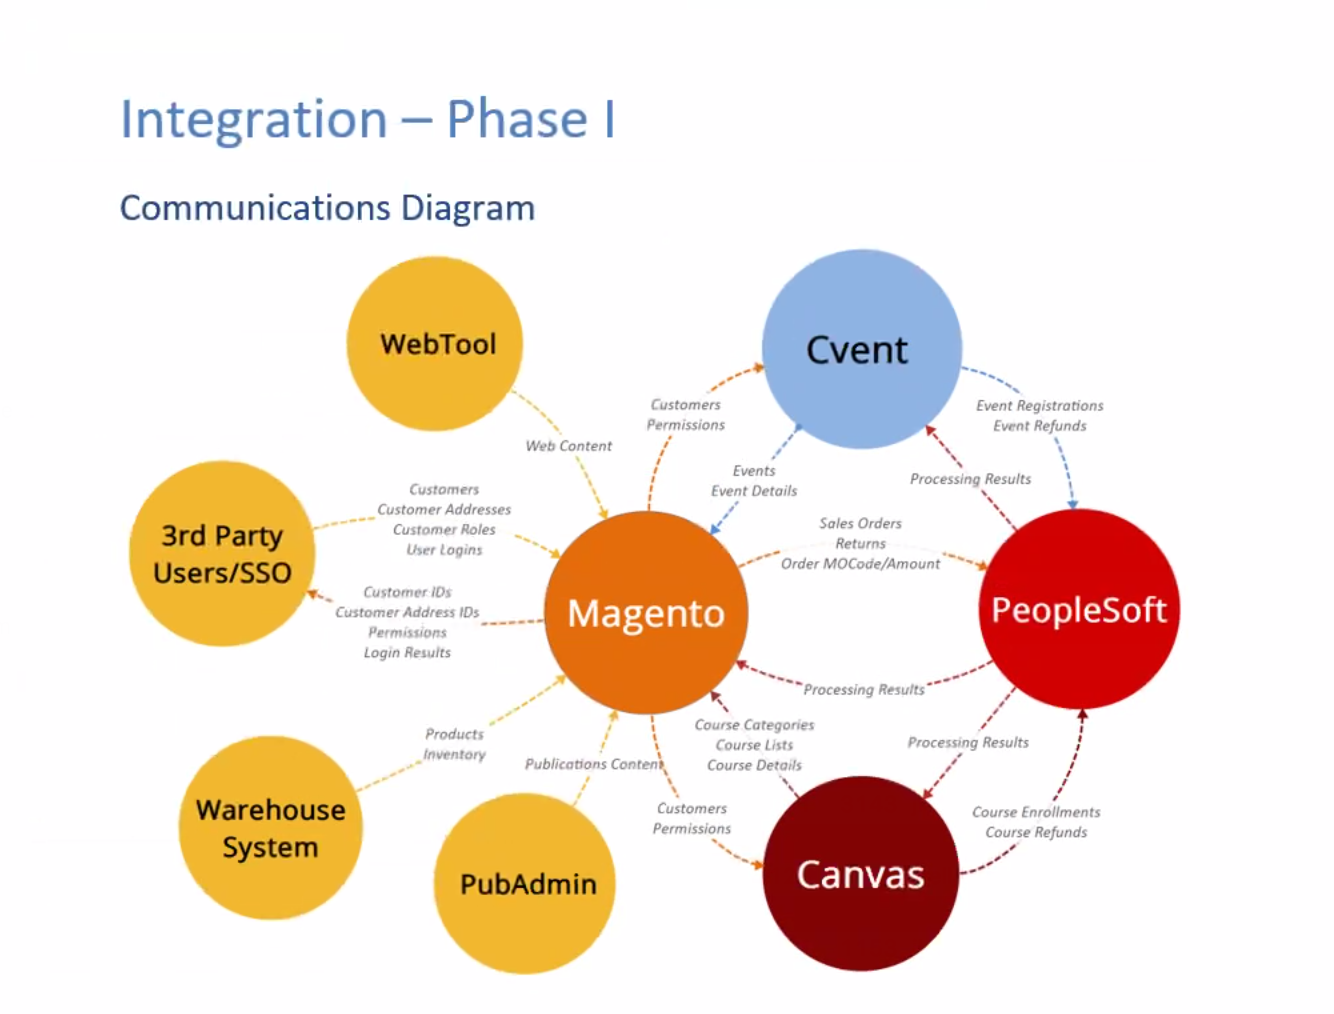 Integration – Phase I
Communications Diagram
WebTool
Cvent
Customers
Permissions
Event Registrations
Event Refunds
Web Content
Events
Event Details
Processing Results
Customers
Customer Addresses
Customer Roles
User Logins
3rd Party
Users/SSO
Sales Orders
Returns
Order MOCode/Amount
Customer IDs
Customer Address IDs
Permissions
Login Results
Magento
PeopleSoft
Processing Results
Products
Inventory
Publications Content
Course Categories
Course Lists
Course Details
Processing Results
Warehouse
System
Customers
Permissions
Course Enrollments
Course Refunds
PubAdmin
Canvas